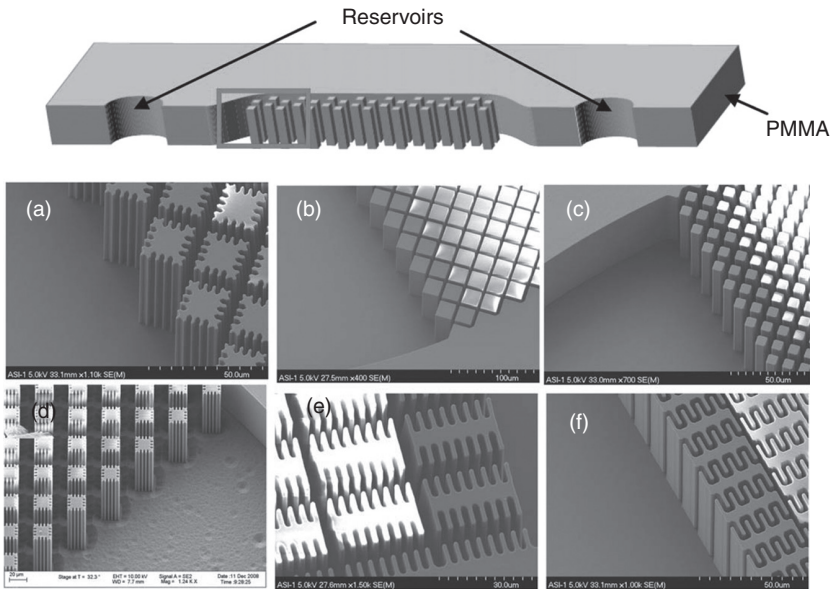 Reservoirs
PMMA
(a)
ASI-1 5.0kV 33.1mm x1.10k SE(M) 50.0um
(b)
ASI-1 5.0kV 27.5mm x400 SE(M) 100um
(c)
ASI-1 5.0kV 33.0mm x700 SE(M) 50.0um
(d)
20 µm Stage at T = 32.3 ° EHT = 10.00 kV Signal A = SE2 Date :11 Dec 2008
WD = 7.7 mm Mag = 1.24 K X Time :9:28:25
(e)
ASI-1 5.0kV 27.6mm x1.50k SE(M) 30.0um
(f)
ASI-1 5.0kV 33.1mm x1.00k SE(M) 50.0um